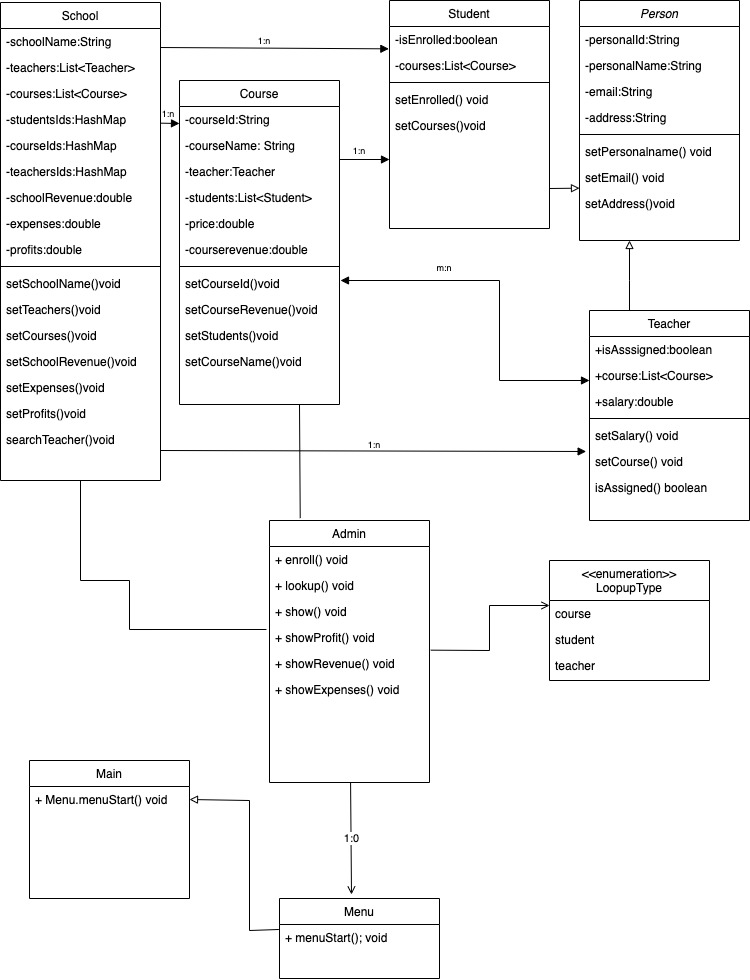 School
-schoolName:String
-teachers:List<Teacher>
-courses:List<Course>
-studentsIds:HashMap
-courseIds:HashMap
-teachersIds:HashMap
-schoolRevenue:double
-expenses:double
-profits:double
setSchoolName()void
setTeachers()void
setCourses()void
setSchoolRevenue()void
setExpenses()void
setProfits()void
searchTeacher()void
1:n
1:n
Course
-courseId:String
-courseName: String
-teacher:Teacher
-students:List<Student>
-price:double
-courserevenue:double
setCourseId()void
setCourseRevenue()void
setStudents()void
setCourseName()void
1:n
Student
-isEnrolled:boolean
-courses:List<Course>
setEnrolled() void
setCourses()void
Person
-personalId:String
-personalName:String
-email:String
-address:String
setPersonalname() void
setEmail() void
setAddress()void
m:n
Teacher
+isAsssigned:boolean
+course:List<Course>
+salary:double
setSalary() void
setCourse() void
isAssigned() boolean
1:n
Admin
+ enroll() void
+ lookup() void
+ show() void
+ showProfit() void
+ showRevenue() void
+ showExpenses() void
<<enumeration>>
LoopupType
course
student
teacher
Main
+ Menu.menuStart() void
1:0
Menu
+ menuStart(); void